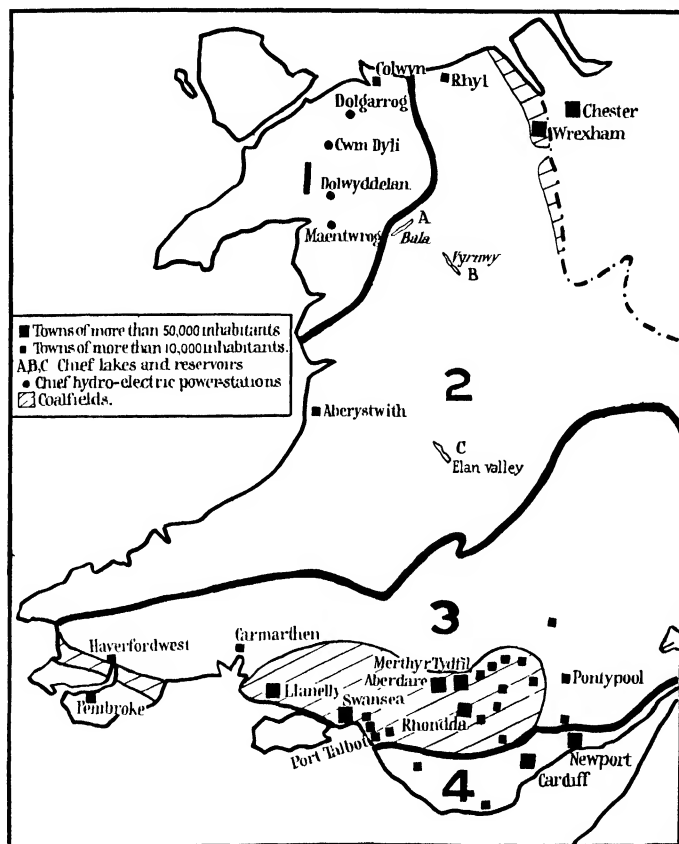 Colwyn
Rhyl
Dolgarrog
Chester
Wrexham
Cwm Dyli
Dolwyddelan.
Maentwrog
A
Bala
Vyrnwy
B
Towns of more than 50,000 inhabitants
Towns of more than 10,000 inhabitants.
A,B,C Chief lakes and reservoirs
Chief hydro-electric power-stations
Coalfields.
2
Aberystwith
C
Elan valley
3
Haverfordwest
Carmarthen
Merthyr Tydfil
Aberdare
Pontypool
Llanelly
Pembroke
Swansea
Rhondda
Port Talbot
Newport
Cardiff
4